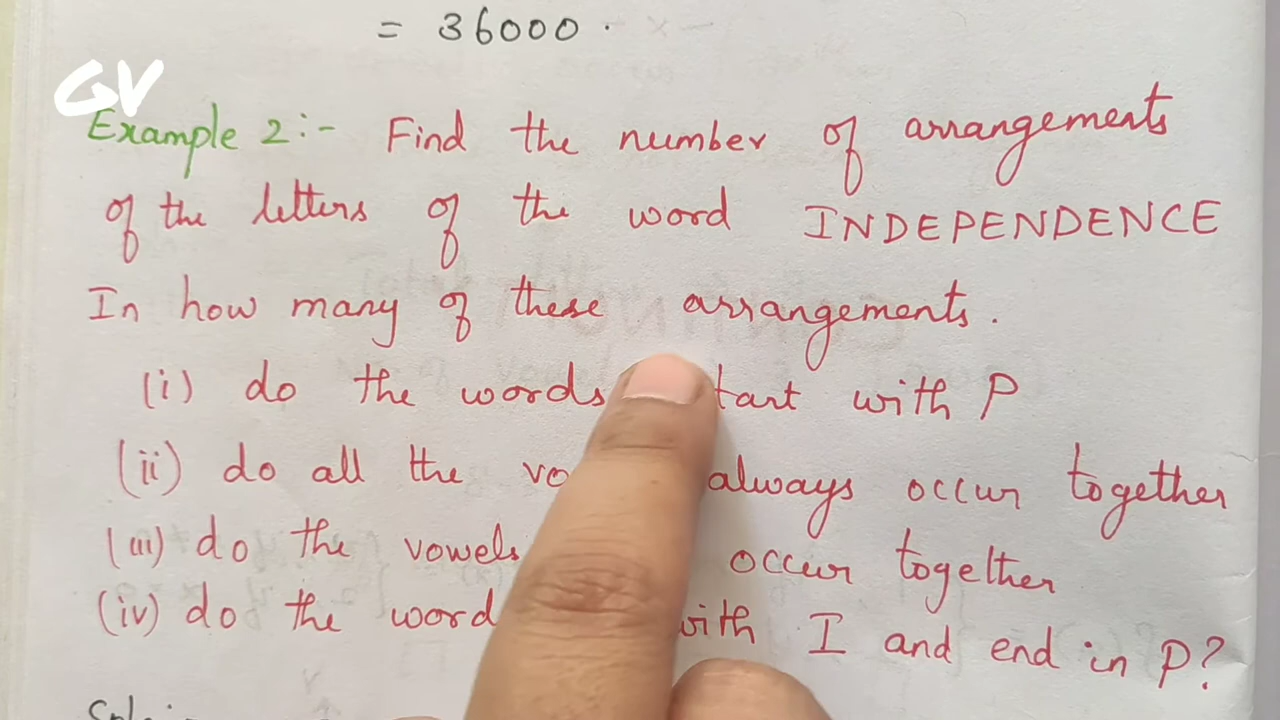 = 36000.
GV
Example 2:- Find the number of arrangements
of the letters of the word INDEPENDENCE
In how many of these arrangements.
(i) do the words start with P
(ii) do all the always occur together
(iii) do the vowels occur together
(iv) do the word with I and end in P?